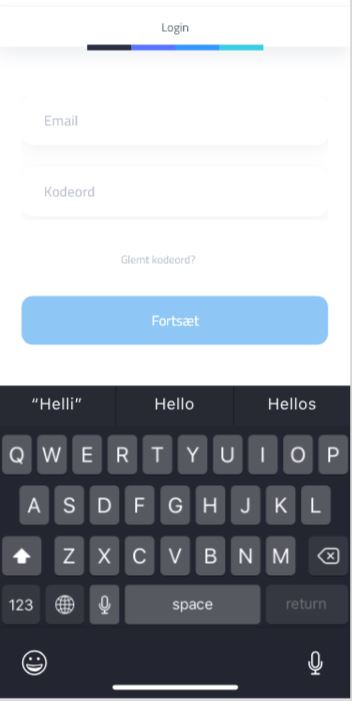 Login
Email
Kodeord
Glemt kodeord?
Fortsæt
“Helli” Hello Hellos
Q W E R T Y U I O P
A S D F G H J K L
Z X C V B N M
123 space return